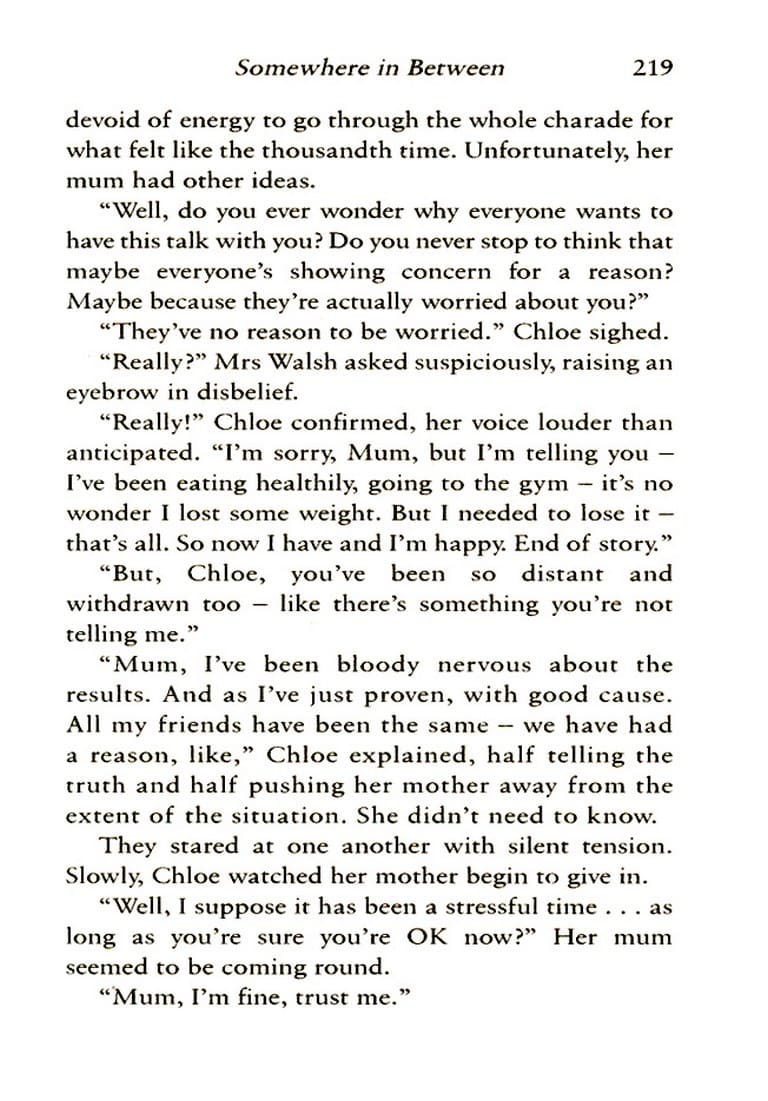 Somewhere in Between 219
devoid of energy to go through the whole charade for
what felt like the thousandth time. Unfortunately, her
mum had other ideas.
“Well, do you ever wonder why everyone wants to
have this talk with you? Do you never stop to think that
maybe everyone’s showing concern for a reason?
Maybe because they’re actually worried about you?”
“They’ve no reason to be worried.” Chloe sighed.
“Really?” Mrs Walsh asked suspiciously, raising an
eyebrow in disbelief.
“Really!” Chloe confirmed, her voice louder than
anticipated. “I’m sorry, Mum, but I’m telling you –
I’ve been eating healthily, going to the gym – it’s no
wonder I lost some weight. But I needed to lose it –
that’s all. So now I have and I’m happy. End of story.”
“But, Chloe, you’ve been so distant and
withdrawn too – like there’s something you’re not
telling me.”
“Mum, I’ve been bloody nervous about the
results. And as I’ve just proven, with good cause.
All my friends have been the same – we have had
a reason, like,” Chloe explained, half telling the
truth and half pushing her mother away from the
extent of the situation. She didn’t need to know.
They stared at one another with silent tension.
Slowly, Chloe watched her mother begin to give in.
“Well, I suppose it has been a stressful time . . . as
long as you’re sure you’re OK now?” Her mum
seemed to be coming round.
“Mum, I’m fine, trust me.”